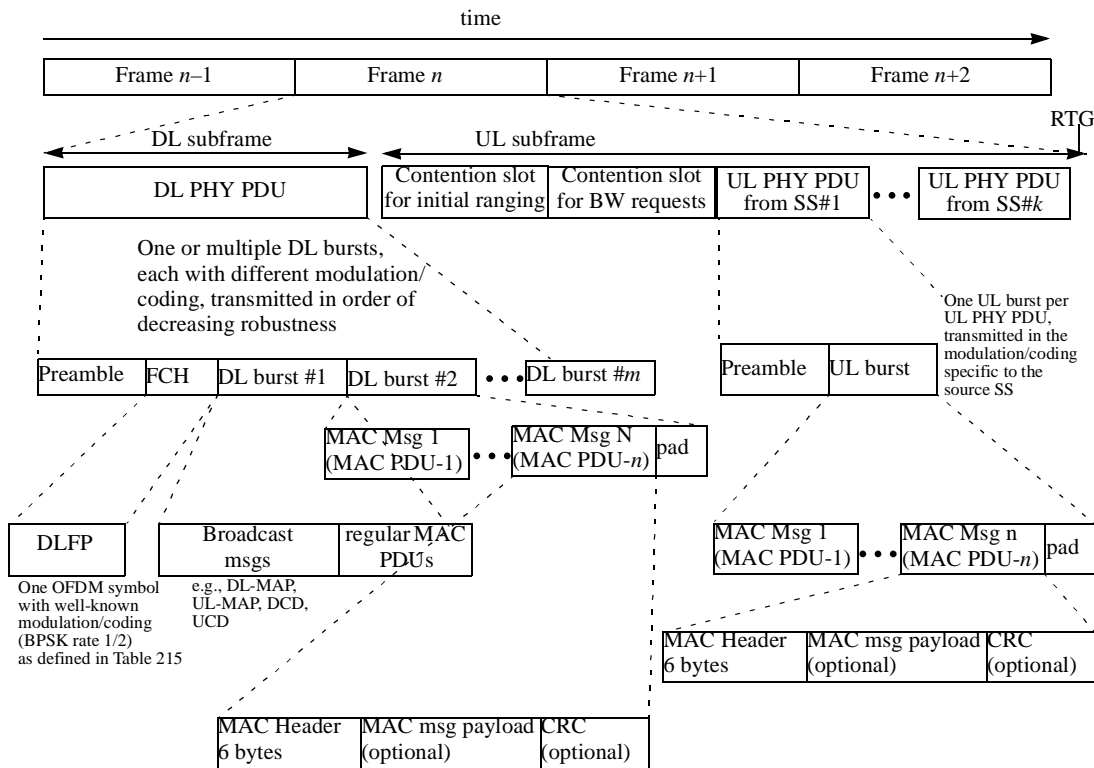 time
Frame n–1
Frame n
Frame n+1
Frame n+2
RTG
DL subframe
UL subframe
DL PHY PDU
Contention slot
for initial ranging
Contention slot
for BW requests
UL PHY PDU
from SS#1
UL PHY PDU
from SS#k
One or multiple DL bursts,
each with different modulation/
coding, transmitted in order of
decreasing robustness
One UL burst per
UL PHY PDU,
transmitted in the
modulation/coding
specific to the
source SS
Preamble
FCH
DL burst #1
DL burst #2
DL burst #m
Preamble
UL burst
MAC Msg 1
(MAC PDU-1)
MAC Msg N
(MAC PDU-n)
pad
DLFP
Broadcast
msgs
regular MAC
PDUs
MAC Msg 1
(MAC PDU-1)
MAC Msg n
(MAC PDU-n)
pad
One OFDM symbol
with well-known
modulation/coding
(BPSK rate 1/2)
as defined in Table 215
e.g., DL-MAP,
UL-MAP, DCD,
UCD
MAC Header
6 bytes
MAC msg payload
(optional)
CRC
(optional)
MAC Header
6 bytes
MAC msg payload
(optional)
CRC
(optional)